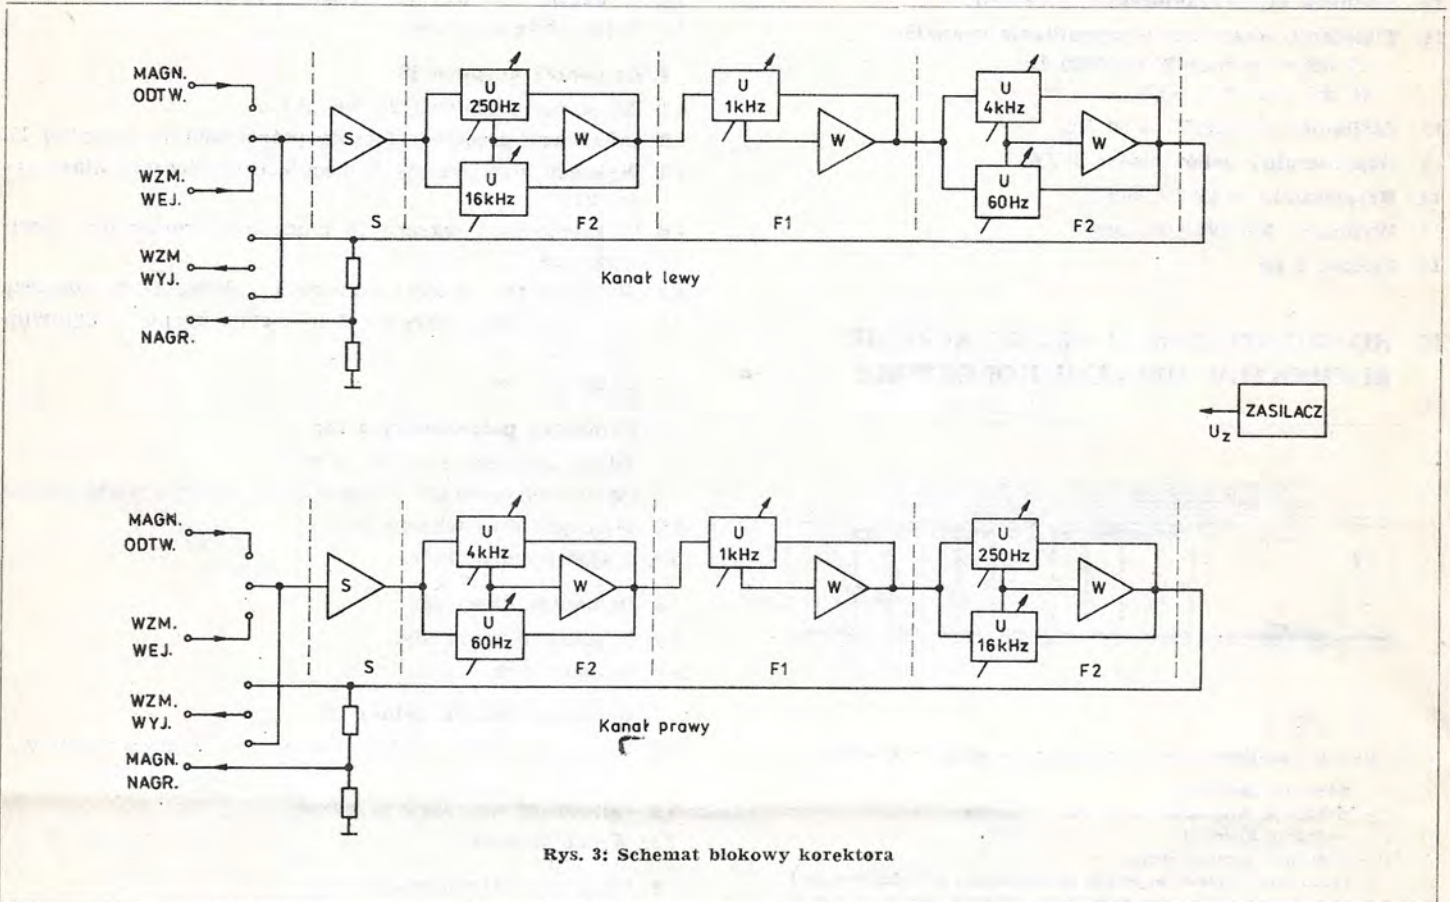 MAGN.
ODTW.
WZM.
WEJ.
WZM
WYJ.
NAGR.
S
S
U
250Hz
U
16kHz
W
F2
U
1kHz
W
F1
U
4kHz
U
60Hz
W
F2
Kanał lewy
ZASILACZ
Uz
MAGN.
ODTW.
WZM.
WEJ.
WZM.
WYJ.
MAGN.
NAGR.
S
S
U
4kHz
U
60Hz
W
F2
U
1kHz
W
F1
U
250Hz
U
16kHz
W
F2
Kanał prawy
Rys. 3: Schemat blokowy korektora